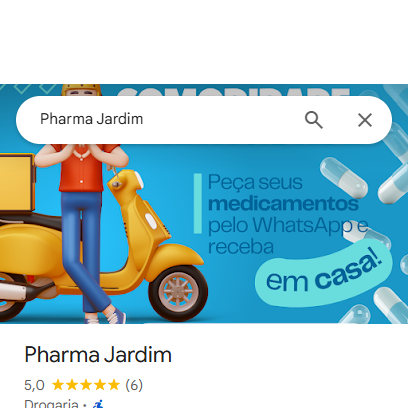 COMODIDADE
Pharma Jardim
Peça seus
medicamentos
pelo WhatsApp e
receba
em casa!
Pharma Jardim
5,0 (6)
Drogaria ·